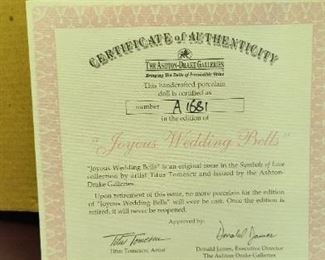 CERTIFICATE of AUTHENTICITY
THE ASHTON-DRAKE GALLERIES
Bringing You Dolls of Irresistible Value
This handcrafted porcelain
doll is certified as
number A 1681
in the edition of
"Joyous Wedding Bells"
"Joyous Wedding Bells" is an original issue in the Symbols of Love
collection by artist Titus Tomescu and issued by the Ashton-
Drake Galleries.
Upon retirement of this issue, no more porcelain for the edition
of "Joyous Wedding Bells" will ever be cast. Once the edition is
retired, it will never be reopened.
Approved by:
Titus Tomescu
Titus Tomescu, Artist
Donald James, Executive Director
The Ashton-Drake Galleries